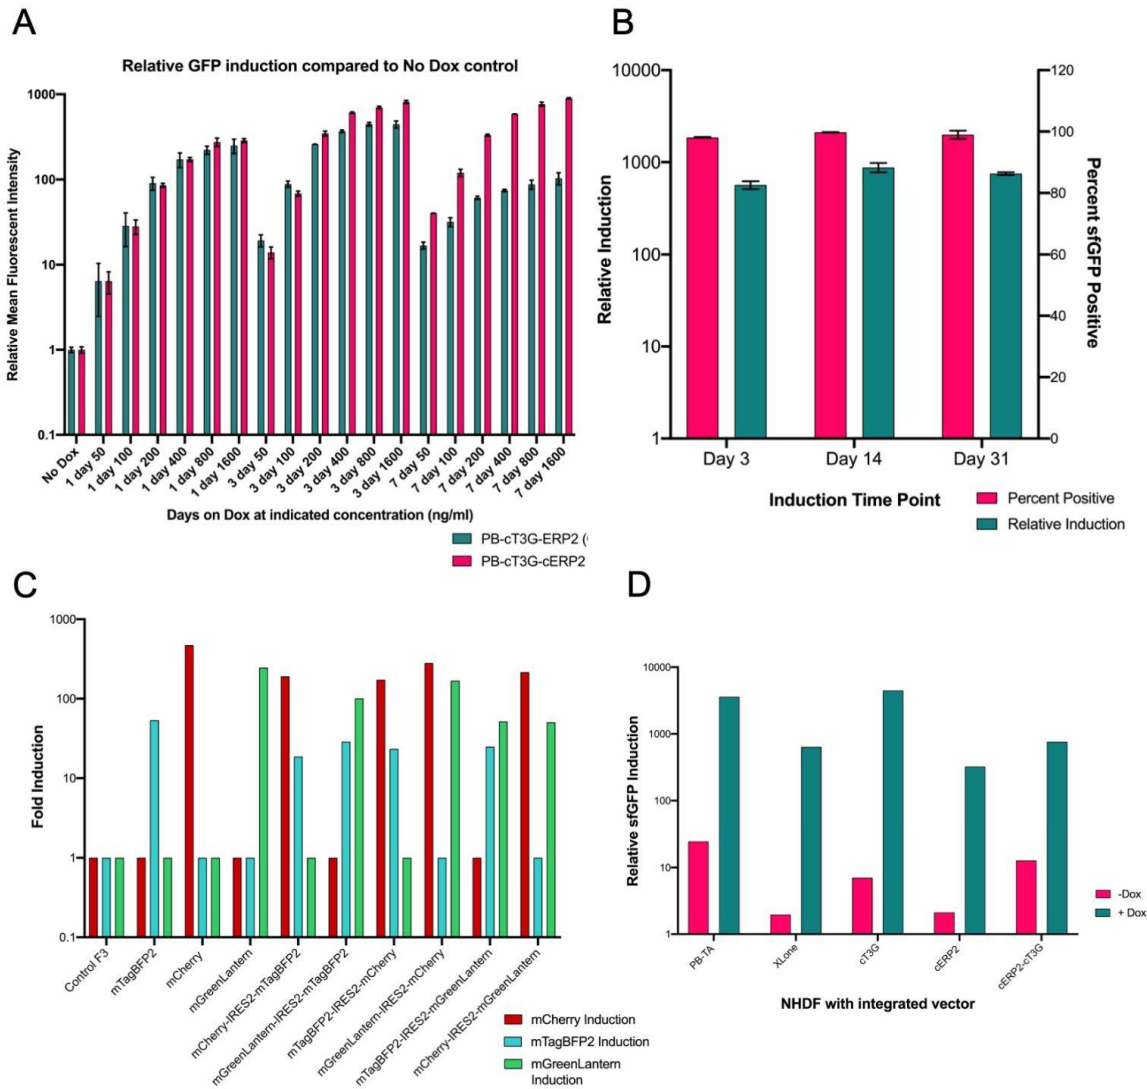 A
Relative GFP induction compared to No Dox control
Relative Mean Fluorescent Intensity
1000
100
10
1
0.1
No Dox
1 day 50
1 day 100
1 day 200
1 day 400
1 day 800
1 day 1600
3 day 50
3 day 100
3 day 200
3 day 400
3 day 800
3 day 1600
7 day 50
7 day 100
7 day 200
7 day 400
7 day 800
7 day 1600
Days on Dox at indicated concentration (ng/ml)
PB-cT3G-ERP2 (
PB-cT3G-cERP2
B
Relative Induction
10000
1000
100
10
1
120
100
80
60
40
20
0
Percent sfGFP Positive
Day 3
Day 14
Day 31
Induction Time Point
Percent Positive
Relative Induction
C
Fold Induction
1000
100
10
1
0.1
Control F3
mTagBFP2
mCherry
mGreenLantern
mCherry-IRES2-mTagBFP2
mGreenLantern-IRES2-mTagBFP2
mTagBFP2-IRES2-mCherry
mGreenLantern-IRES2-mCherry
mTagBFP2-IRES2-mGreenLantern
mCherry-IRES2-mGreenLantern
mCherry Induction
mTagBFP2 Induction
mGreenLantern
Induction
D
Relative sfGFP Induction
10000
1000
100
10
1
PB-TA
XLone
cT3G
cERP2
cERP2-cT3G
NHDF with integrated vector
-Dox
+ Dox